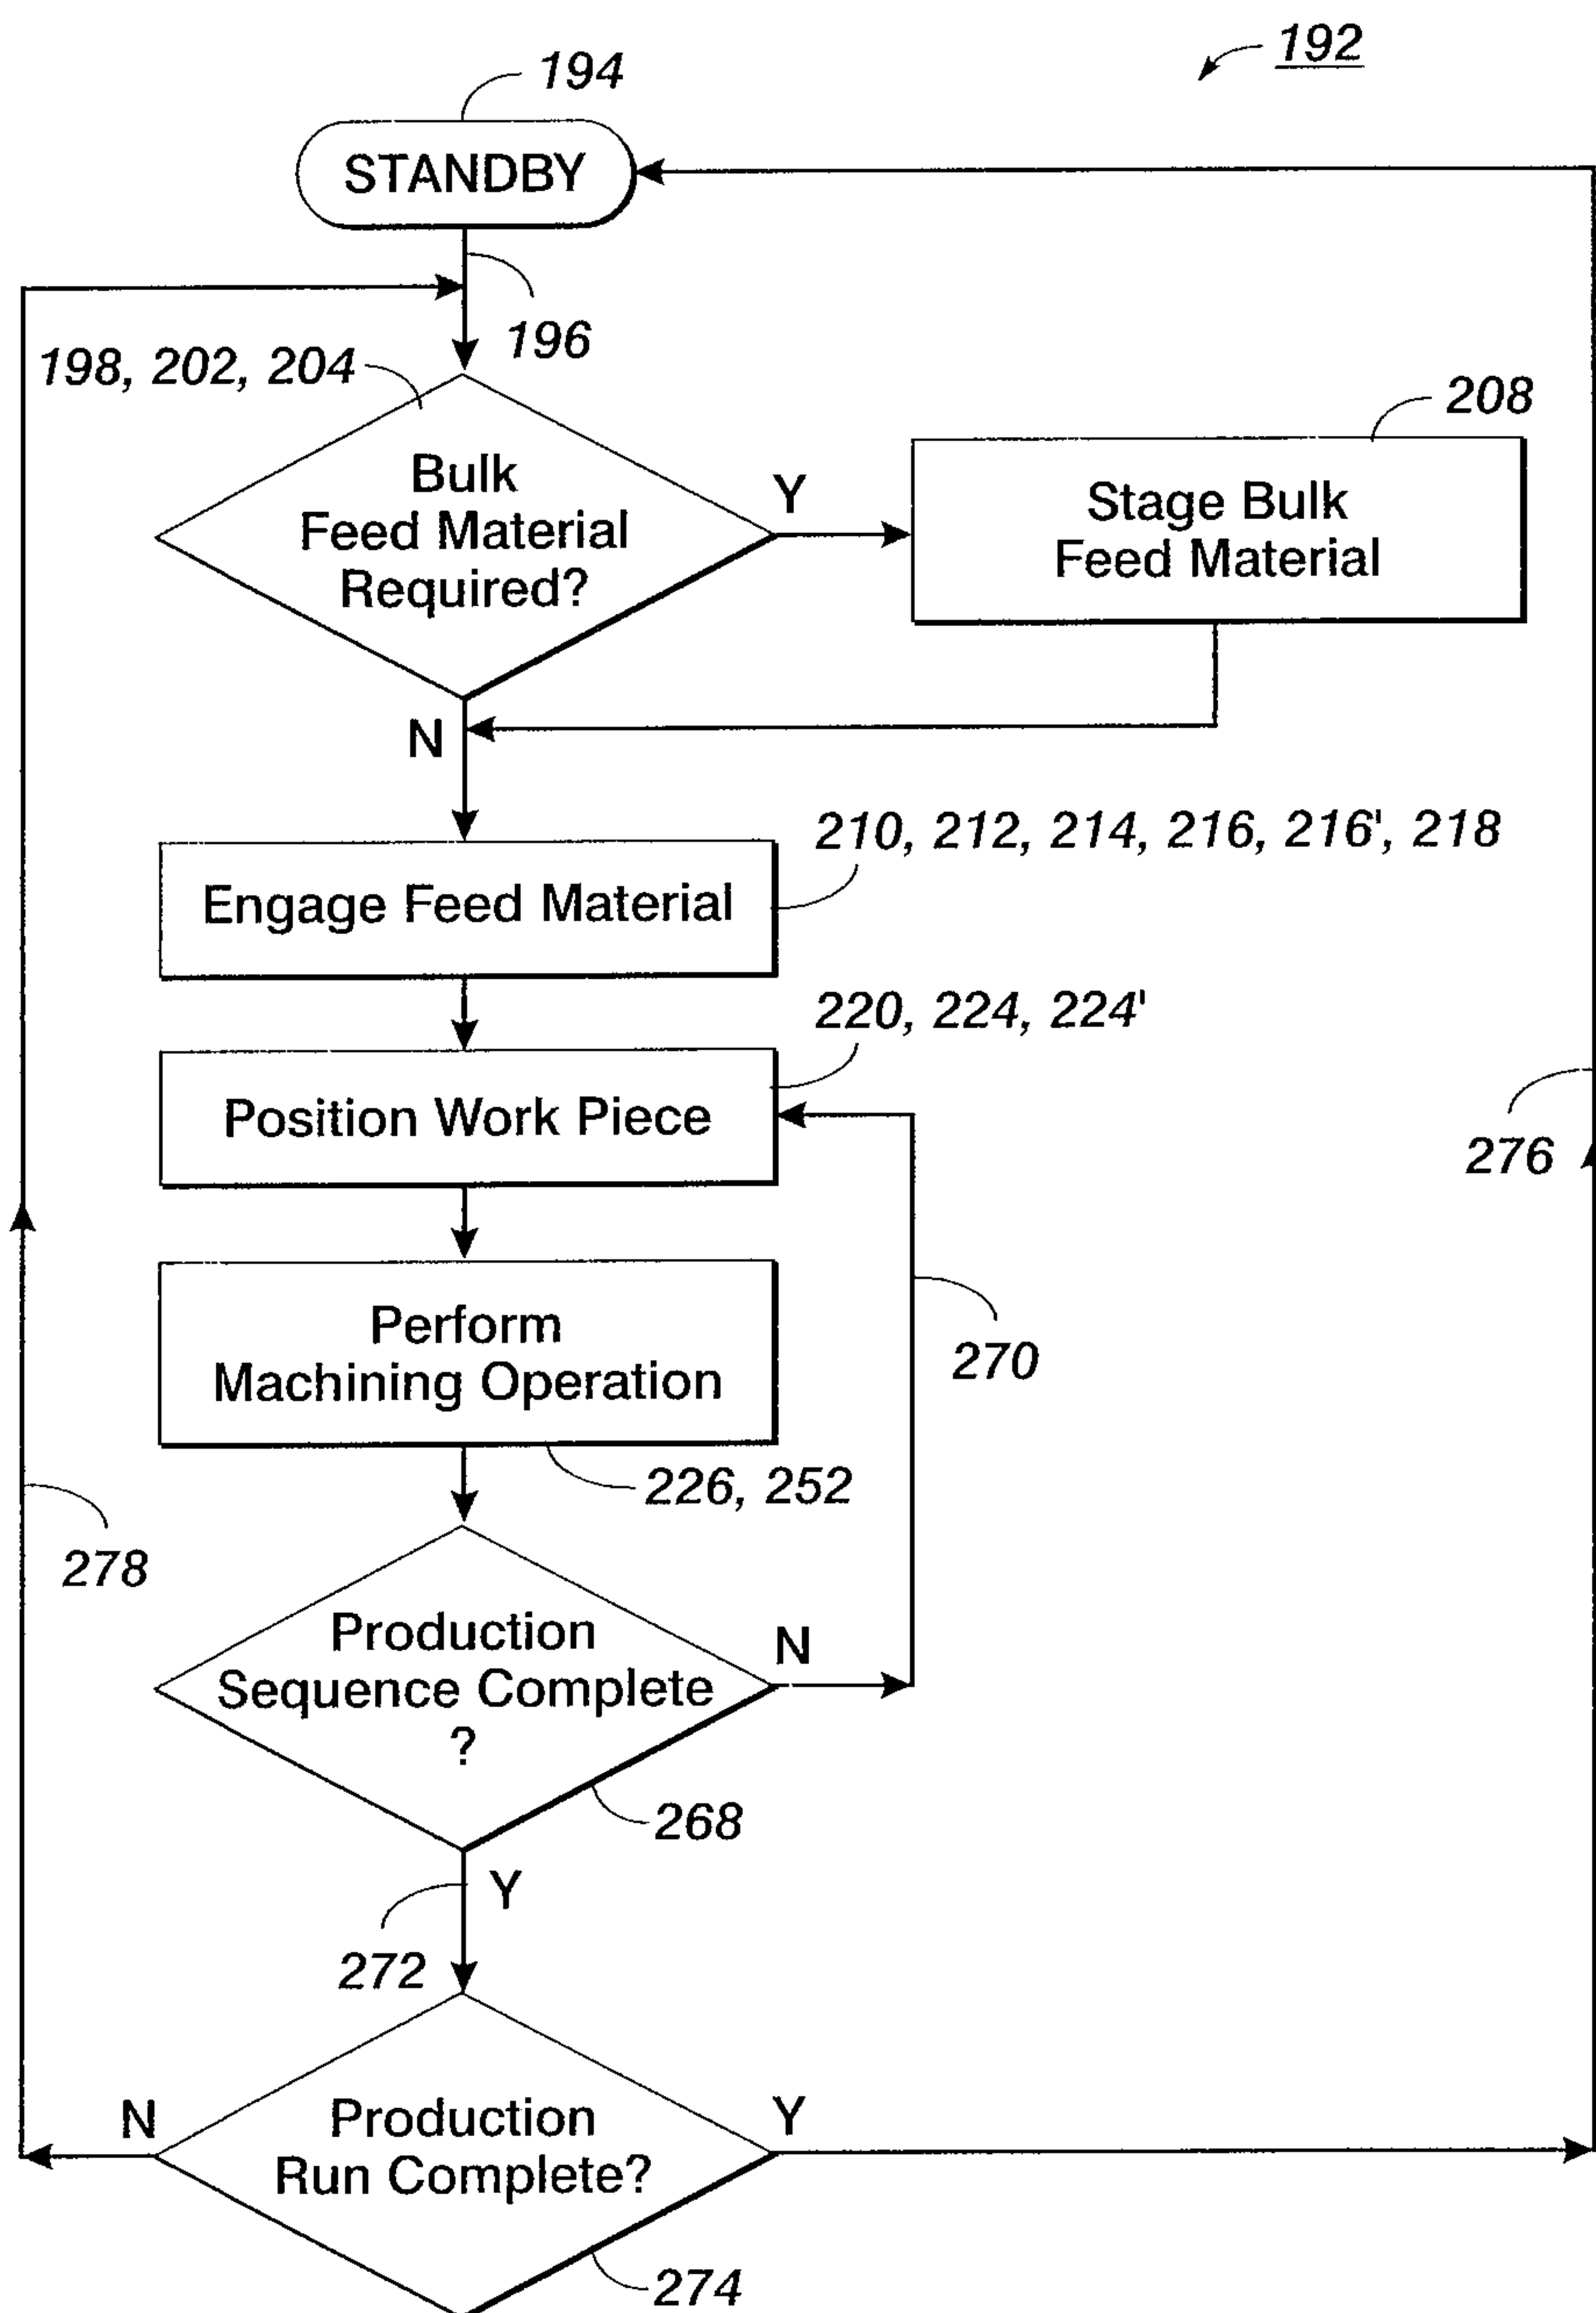 192
194
STANDBY
196
198, 202, 204
208
Bulk
Feed Material
Required?
Y
Stage Bulk
Feed Material
N
210, 212, 214, 216, 216', 218
Engage Feed Material
220, 224, 224'
Position Work Piece
276
Perform
Machining Operation
270
226, 252
278
Production
Sequence Complete
?
N
268
Y
272
N
Production
Run Complete?
Y
274